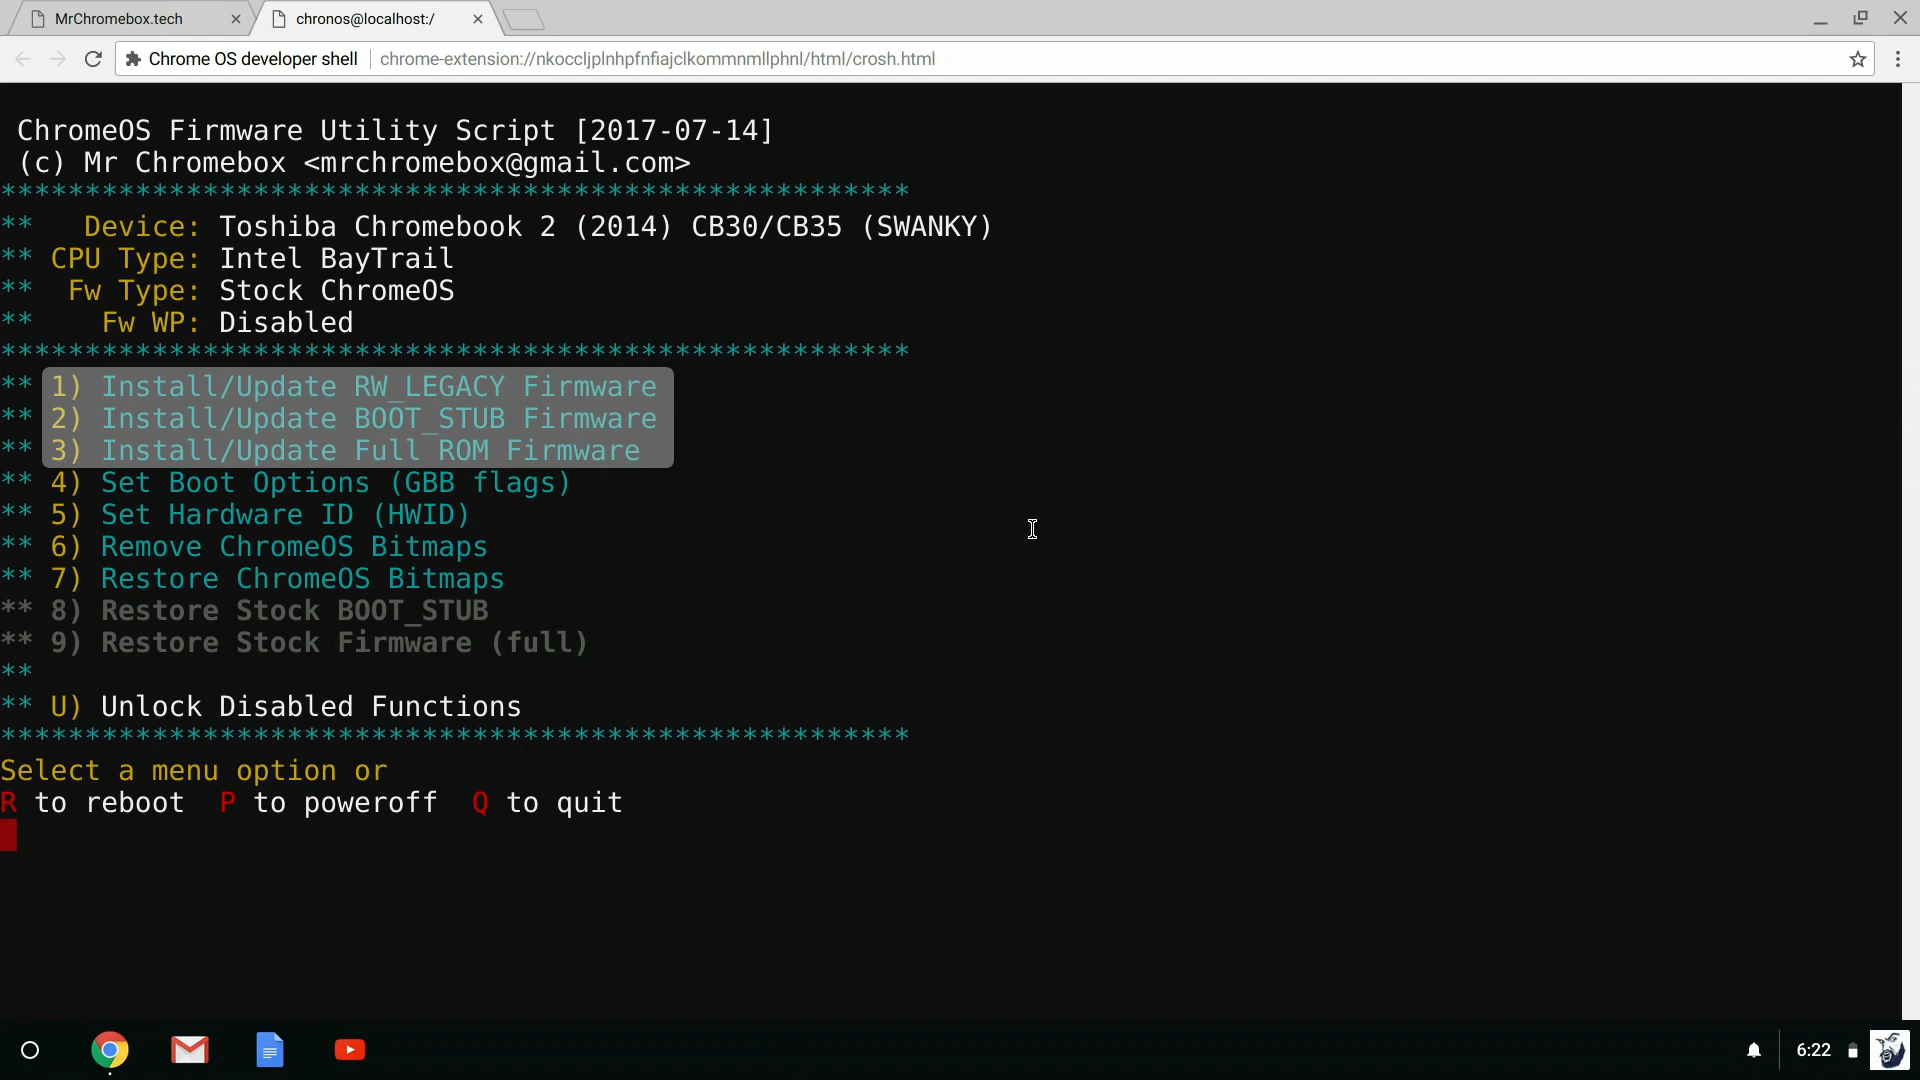 MrChromebox.tech
chronos@localhost:/
Chrome OS developer shell
chrome-extension://nkoccljplnhpfnfiajclkommnmllphnl/html/crosh.html
ChromeOS Firmware Utility Script [2017-07-14]
(c) Mr Chromebox <mrchromebox@gmail.com>
******************************************************
** Device: Toshiba Chromebook 2 (2014) CB30/CB35 (SWANKY)
** CPU Type: Intel BayTrail
** Fw Type: Stock ChromeOS
** Fw WP: Disabled
******************************************************
** 1) Install/Update RW_LEGACY Firmware
** 2) Install/Update BOOT_STUB Firmware
** 3) Install/Update Full ROM Firmware
** 4) Set Boot Options (GBB flags)
** 5) Set Hardware ID (HWID)
** 6) Remove ChromeOS Bitmaps
** 7) Restore ChromeOS Bitmaps
** 8) Restore Stock BOOT_STUB
** 9) Restore Stock Firmware (full)
**
** U) Unlock Disabled Functions
******************************************************
Select a menu option or
R to reboot P to poweroff Q to quit
6:22